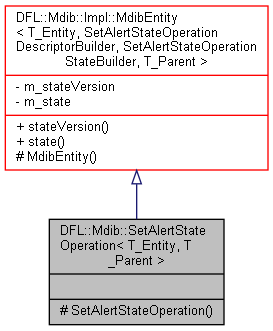 DFL::Mdib::Impl::MdibEntity
< T_Entity, SetAlertStateOperation
DescriptorBuilder, SetAlertStateOperation
StateBuilder, T_Parent >
- m_stateVersion
- m_state
+ stateVersion()
+ state()
# MdibEntity()
DFL::Mdib::SetAlertState
Operation< T_Entity, T
_Parent >
# SetAlertStateOperation()